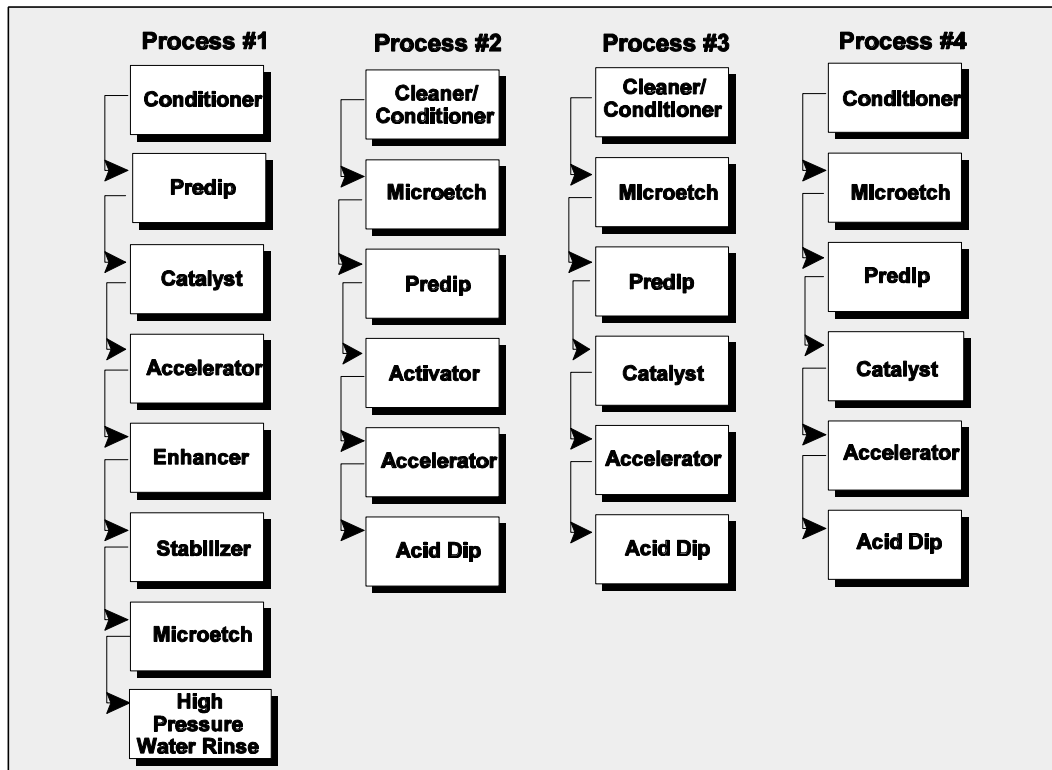 Process #1
Conditioner
Predip
Catalyst
Accelerator
Enhancer
Stabilizer
Microetch
High
Pressure
Water Rinse
Process #2
Cleaner/
Conditioner
Microetch
Predip
Activator
Accelerator
Acid Dip
Process #3
Cleaner/
Conditioner
Microetch
Predip
Catalyst
Accelerator
Acid Dip
Process #4
Conditioner
Microetch
Predip
Catalyst
Accelerator
Acid Dip